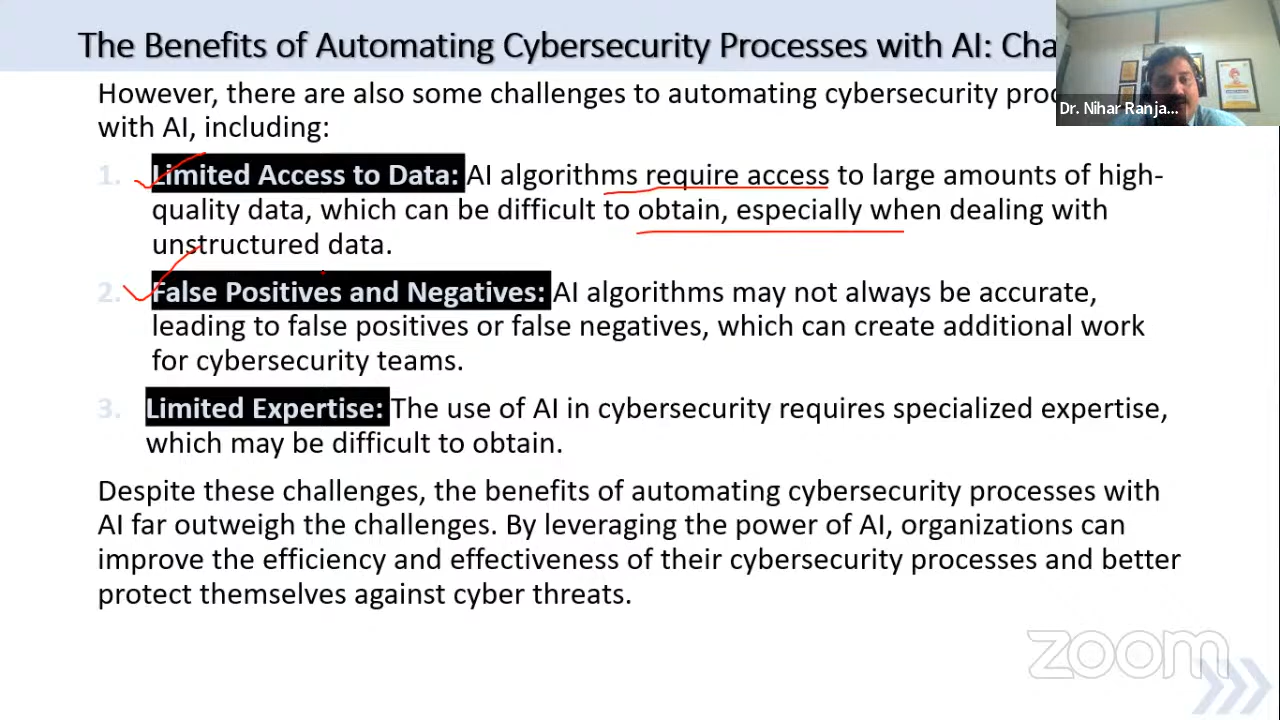 The Benefits of Automating Cybersecurity Processes with AI: Cha
However, there are also some challenges to automating cybersecurity pro
with AI, including:
1. Limited Access to Data: AI algorithms require access to large amounts of high-
quality data, which can be difficult to obtain, especially when dealing with
unstructured data.
2. False Positives and Negatives: AI algorithms may not always be accurate,
leading to false positives or false negatives, which can create additional work
for cybersecurity teams.
3. Limited Expertise: The use of AI in cybersecurity requires specialized expertise,
which may be difficult to obtain.
Despite these challenges, the benefits of automating cybersecurity processes with
AI far outweigh the challenges. By leveraging the power of AI, organizations can
improve the efficiency and effectiveness of their cybersecurity processes and better
protect themselves against cyber threats.
Dr. Nihar Ranja...
zoom